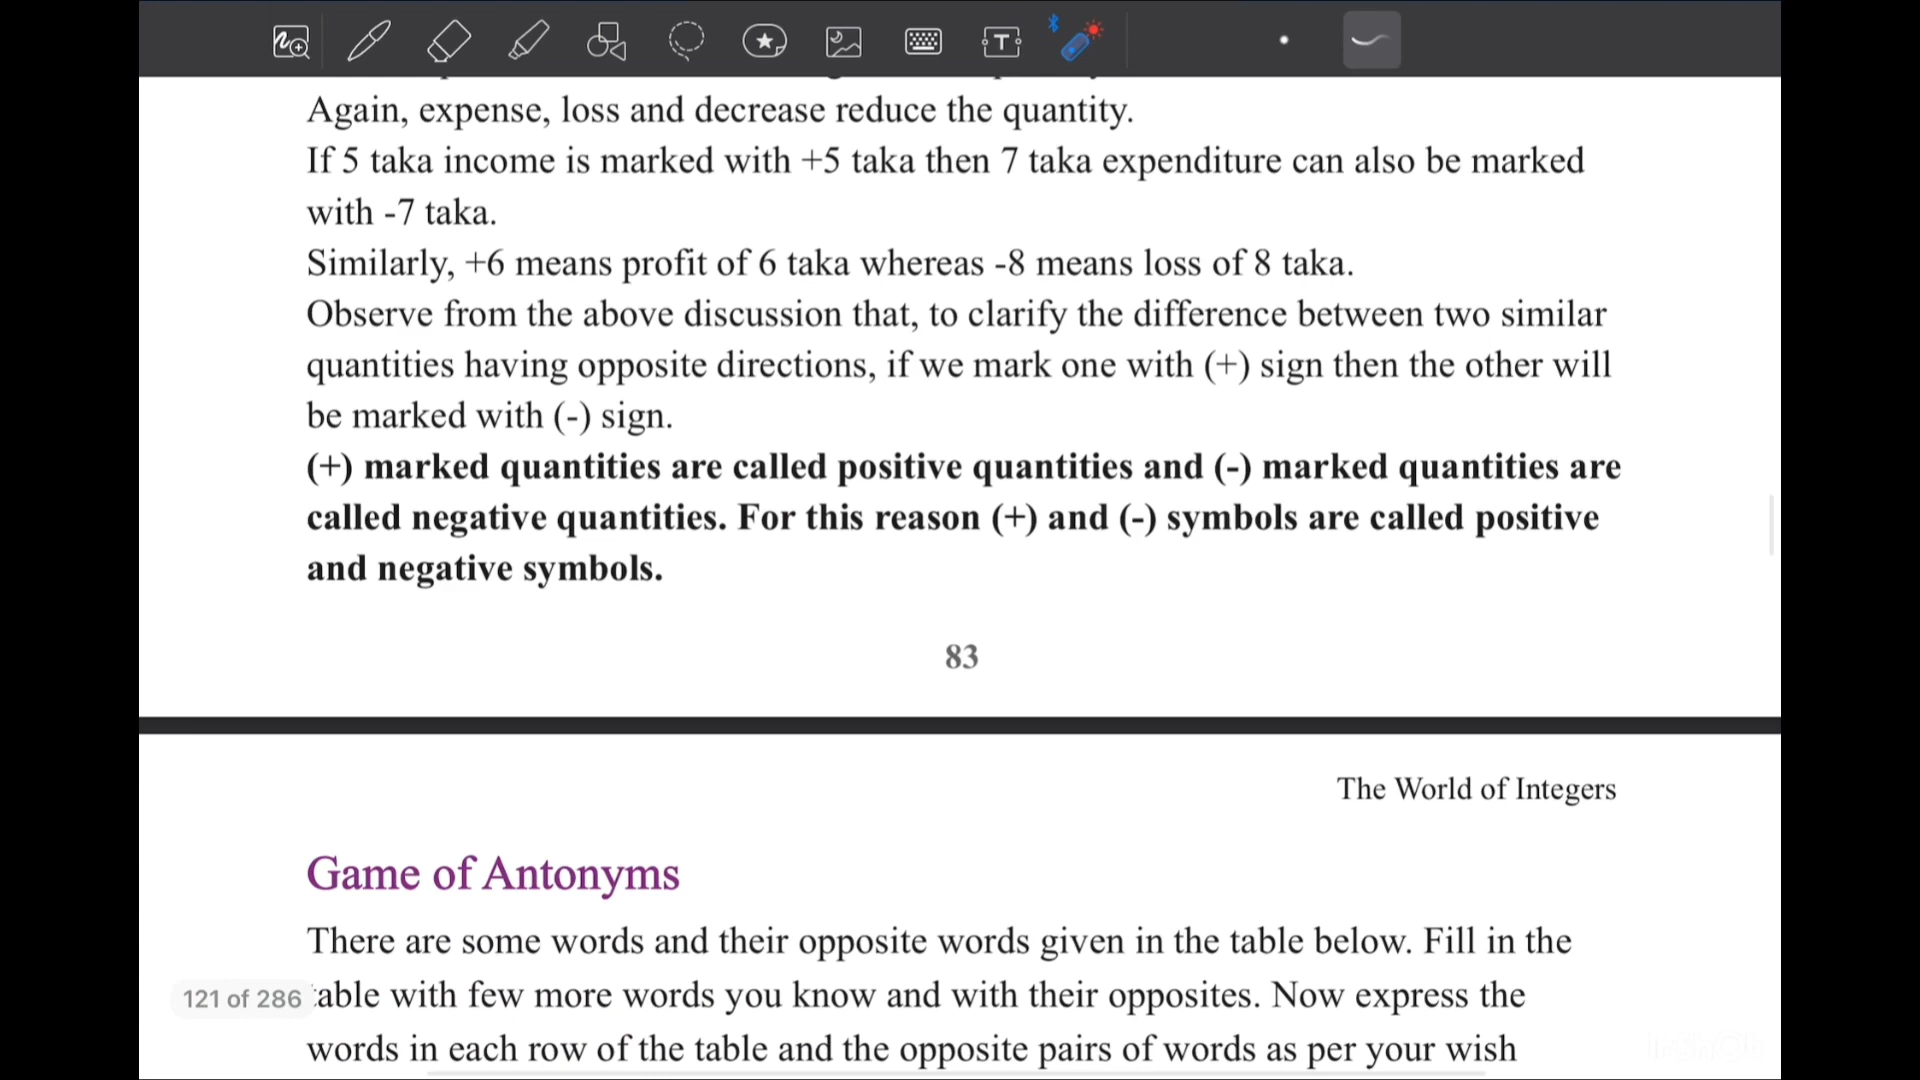 Again, expense, loss and decrease reduce the quantity.
If 5 taka income is marked with +5 taka then 7 taka expenditure can also be marked
with -7 taka.
Similarly, +6 means profit of 6 taka whereas -8 means loss of 8 taka.
Observe from the above discussion that, to clarify the difference between two similar
quantities having opposite directions, if we mark one with (+) sign then the other will
be marked with (-) sign.
(+) marked quantities are called positive quantities and (-) marked quantities are
called negative quantities. For this reason (+) and (-) symbols are called positive
and negative symbols.
83
The World of Integers
Game of Antonyms
There are some words and their opposite words given in the table below. Fill in the
121 of 286
table with few more words you know and with their opposites. Now express the
words in each row of the table and the opposite pairs of words as per your wish